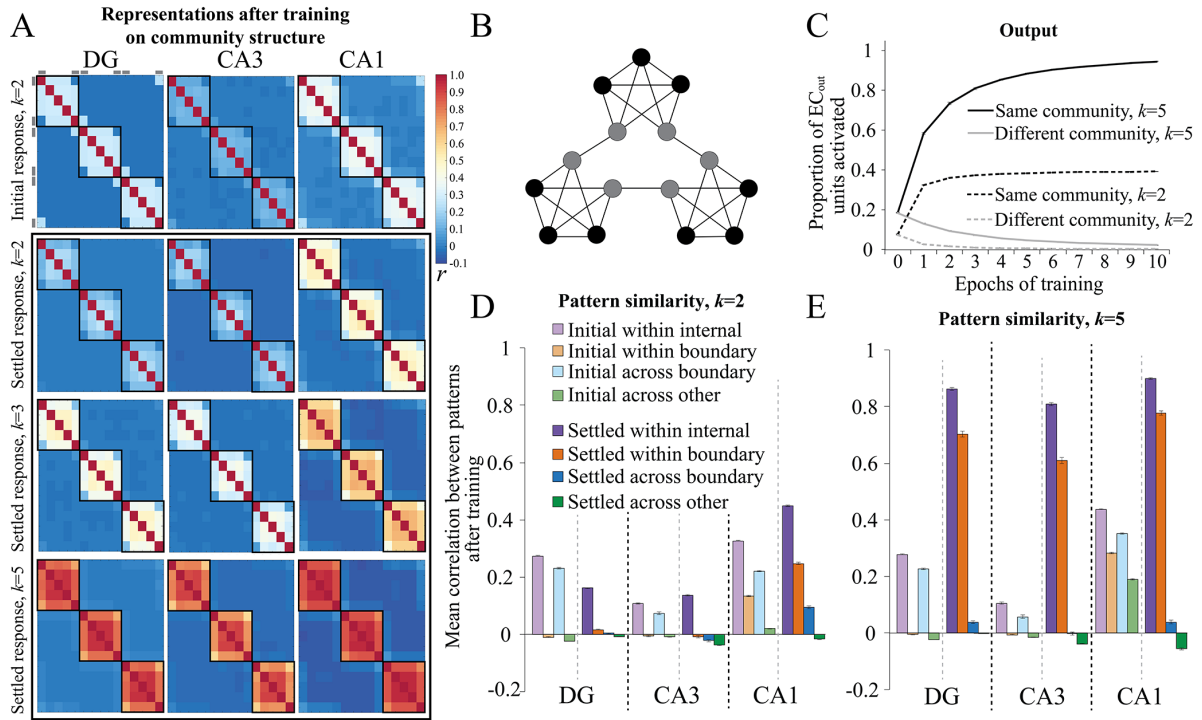 A
Representations after training
on community structure
DG
CA3
CA1
Initial response, k=2
Settled response, k=2
Settled response, k=3
Settled response, k=5
1.0
0.9
0.8
0.7
0.6
0.5
0.4
0.3
0.2
0.1
0
-0.1
r
B
C
Output
Proportion of ECout
units activated
1
0.8
0.6
0.4
0.2
0
Same community, k=5
Different community, k=5
Same community, k=2
Different community, k=2
0 1 2 3 4 5 6 7 8 9 10
Epochs of training
D
Pattern similarity, k=2
Initial within internal
Initial within boundary
Initial across boundary
Initial across other
Settled within internal
Settled within boundary
Settled across boundary
Settled across other
Mean correlation between patterns
after training
1
0.8
0.6
0.4
0.2
0
-0.2
DG
CA3
CA1
E
Pattern similarity, k=5
1
0.8
0.6
0.4
0.2
0
-0.2
DG
CA3
CA1